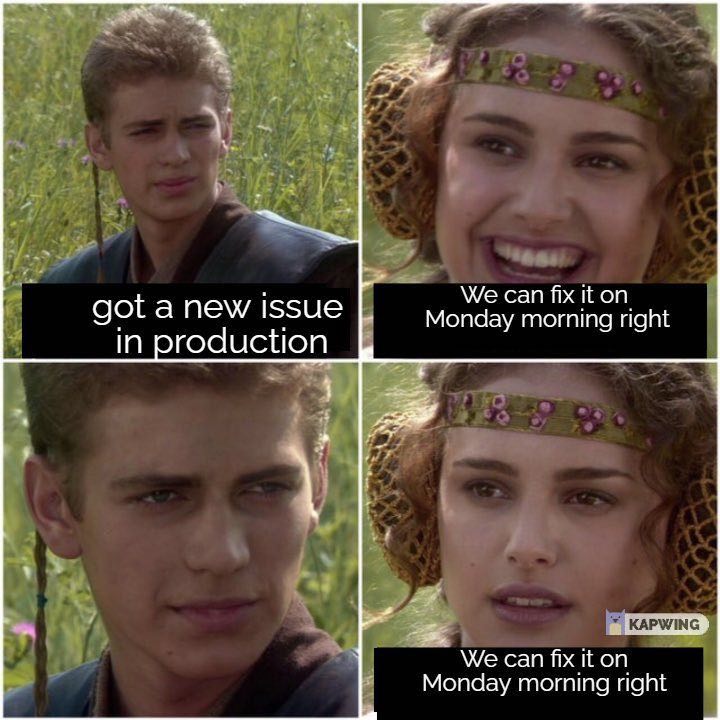 got a new issue
in production
We can fix it on
Monday morning right
KAPWING
We can fix it on
Monday morning right